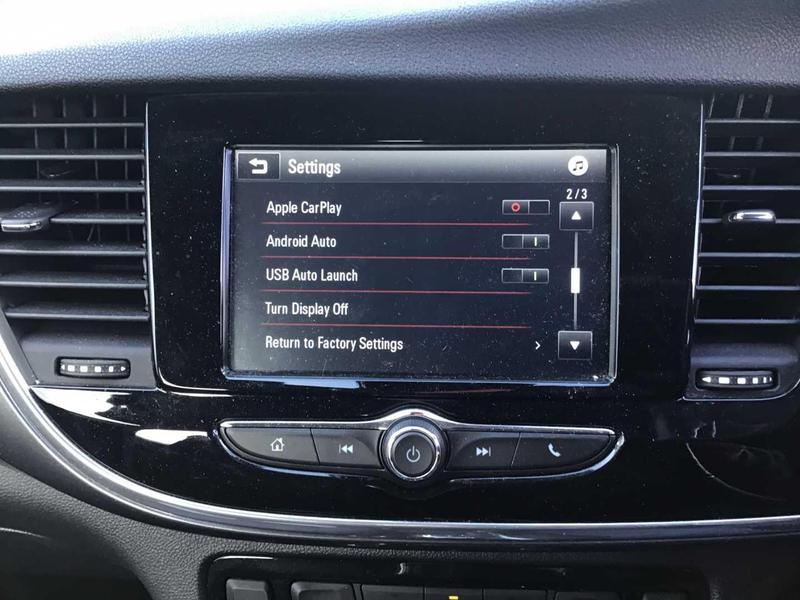 Settings
2/3
Apple CarPlay
Android Auto
USB Auto Launch
Turn Display Off
Return to Factory Settings